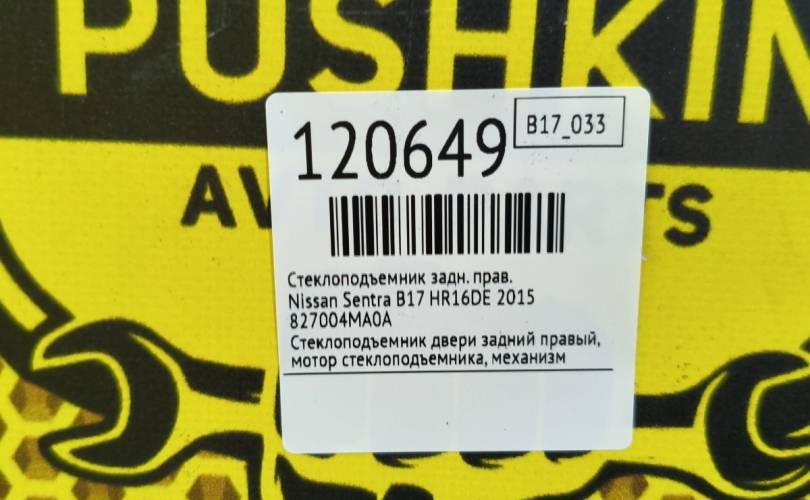 PUSHKIN
120649
B17_033
AV
TS
Стеклоподъемник задн. прав.
Nissan Sentra B17 HR16DE 2015
827004MA0A
Стеклоподъемник двери задний правый,
мотор стеклоподъемника, механизм